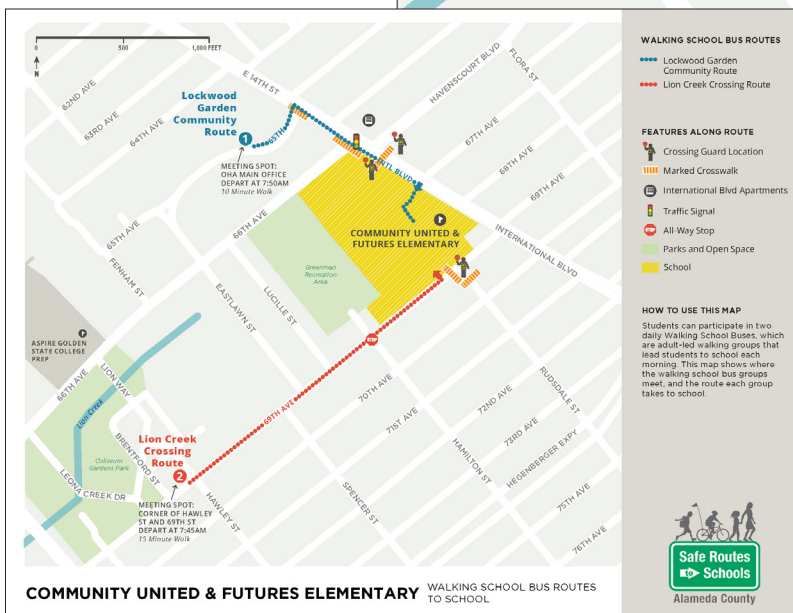 0
500
1,000 FEET
N
62ND AVE
63RD AVE
64TH AVE
E 14TH ST
HAVENSCOURT BLVD
FLORA ST
Lockwood
Garden
Community
Route
1
65TH
MEETING SPOT:
OHA MAIN OFFICE
DEPART AT 7:50AM
10 Minute Walk
INTL BLVD
67TH AVE
68TH AVE
69TH AVE
65TH AVE
66TH AVE
COMMUNITY UNITED &
FUTURES ELEMENTARY
INTERNATIONAL BLVD
FENHAM ST
Greenman
Recreation
Area
LUCILLE ST
EASTLAWN ST
ASPIRE GOLDEN
STATE COLLEGE
PREP
66TH AVE
LION WAY
Lion Creek
70TH AVE
71ST AVE
72ND AVE
73RD AVE
RUDSDALE ST
69TH AVE
HAMILTON ST
HEGENBERGER EXPY
Lion Creek
Crossing
Route
2
BRENTFORD ST
Coliseum
Gardens Park
LEONA CREEK DR
HAWLEY ST
SPENCER ST
75TH AVE
76TH AVE
MEETING SPOT:
CORNER OF HAWLEY
ST AND 69TH ST
DEPART AT 7:45AM
15 Minute Walk
COMMUNITY UNITED & FUTURES ELEMENTARY
WALKING SCHOOL BUS ROUTES
TO SCHOOL
WALKING SCHOOL BUS ROUTES
Lockwood Garden
Community Route
Lion Creek Crossing Route
FEATURES ALONG ROUTE
Crossing Guard Location
Marked Crosswalk
International Blvd Apartments
Traffic Signal
All-Way Stop
Parks and Open Space
School
HOW TO USE THIS MAP
Students can participate in two
daily Walking School Buses, which
are adult-led walking groups that
lead students to school each
morning. This map shows where
the walking school bus groups
meet, and the route each group
takes to school.
Safe Routes
to Schools
Alameda County